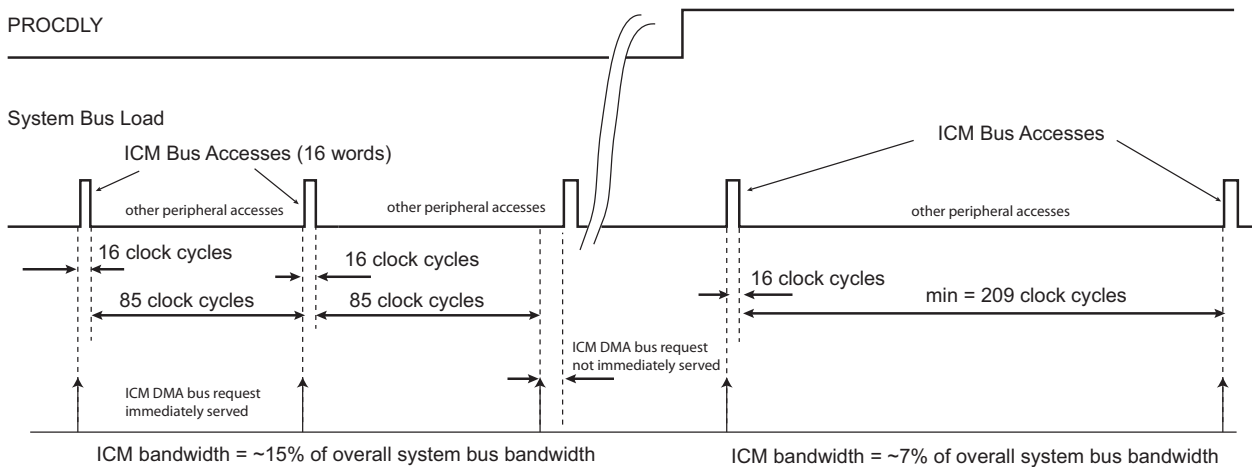 PROCDLY
System Bus Load
ICM Bus Accesses (16 words)
ICM Bus Accesses
other peripheral accesses
other peripheral accesses
other peripheral accesses
16 clock cycles
16 clock cycles
16 clock cycles
85 clock cycles
85 clock cycles
min = 209 clock cycles
ICM DMA bus request
not immediately served
ICM DMA bus request
immediately served
ICM bandwidth = ~15% of overall system bus bandwidth
ICM bandwidth = ~7% of overall system bus bandwidth